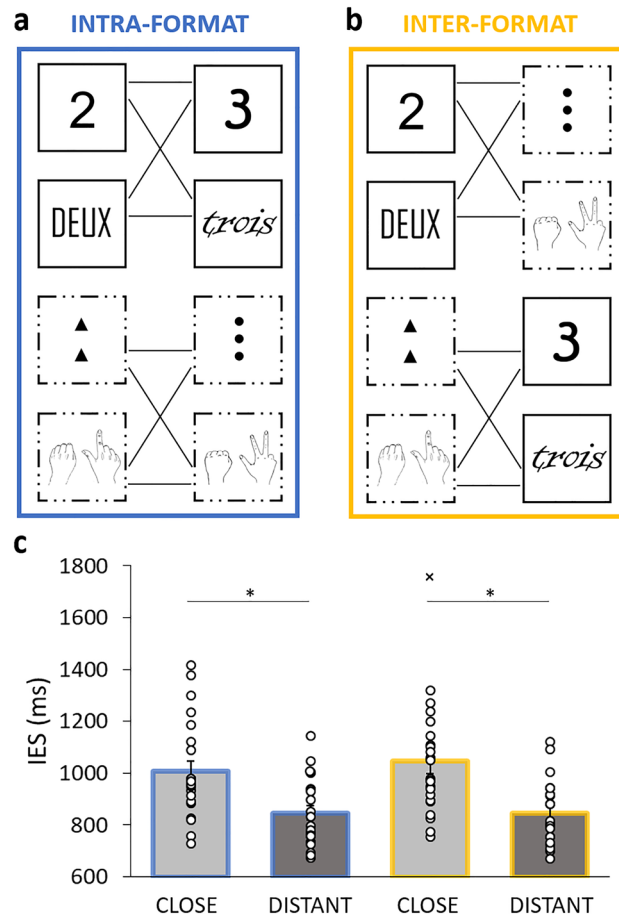 a INTRA-FORMAT
2 3
DEUX trois
b INTER-FORMAT
2
DEUX
3
trois
c
IES (ms)
1800
1600
1400
1200
1000
800
600
* *
×
CLOSE DISTANT CLOSE DISTANT